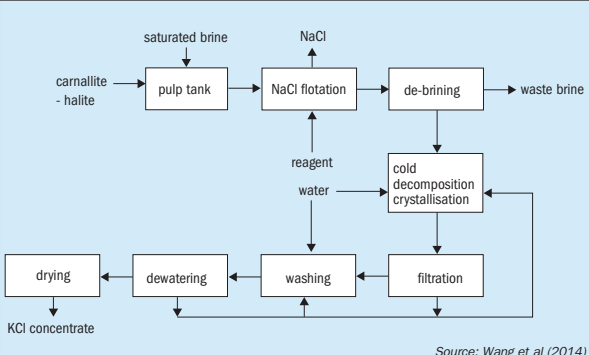 saturated brine
NaCl
carnallite
- halite
pulp tank
NaCl flotation
de-brining
waste brine
reagent
water
cold
decomposition
crystallisation
drying
dewatering
washing
filtration
KCl concentrate
Source: Wang et al (2014)